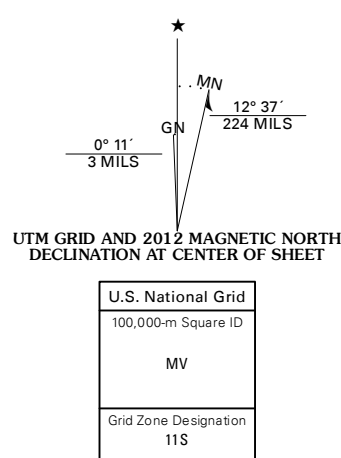 ★
MN
GN
12° 37´
224 MILS
0° 11´
3 MILS
UTM GRID AND 2012 MAGNETIC NORTH
DECLINATION AT CENTER OF SHEET
U.S. National Grid
100,000-m Square ID
MV
Grid Zone Designation
11S